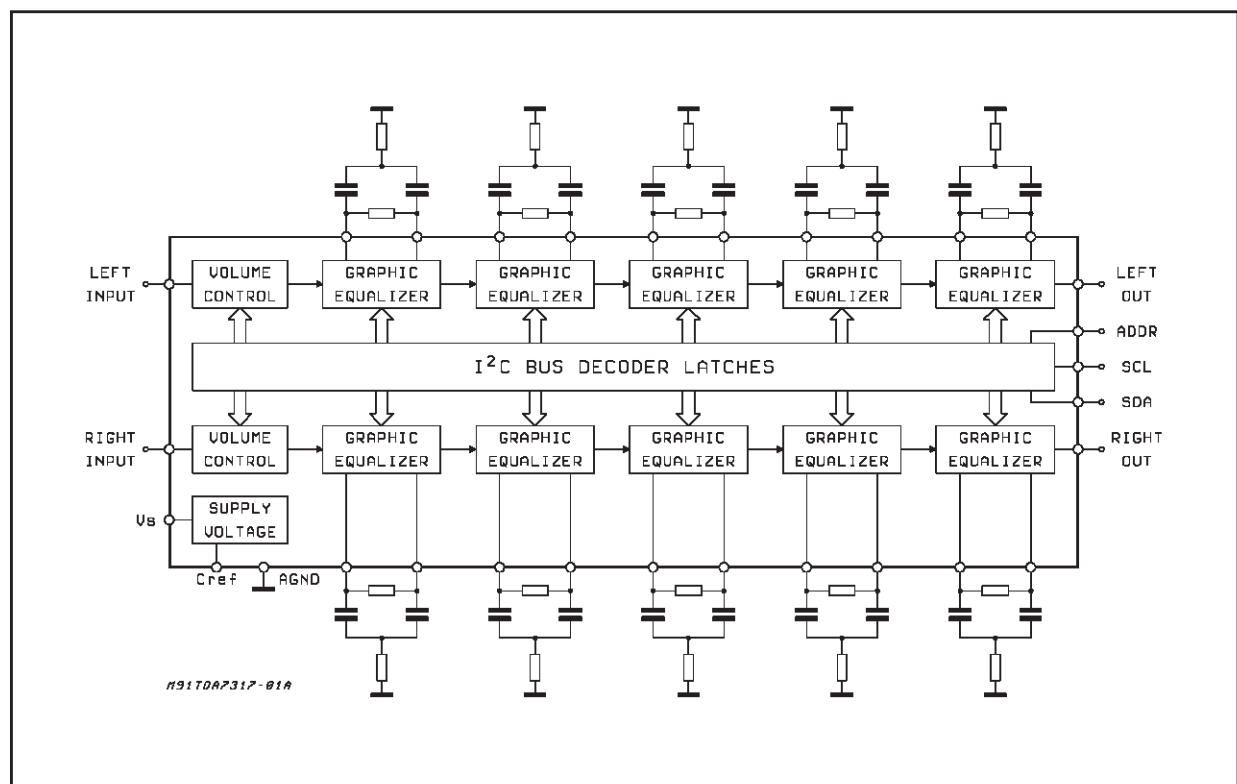 LEFT
INPUT
VOLUME
CONTROL
GRAPHIC
EQUALIZER
GRAPHIC
EQUALIZER
GRAPHIC
EQUALIZER
GRAPHIC
EQUALIZER
GRAPHIC
EQUALIZER
LEFT
OUT
ADDR
I²C BUS DECODER LATCHES
SCL
SDA
RIGHT
INPUT
VOLUME
CONTROL
GRAPHIC
EQUALIZER
GRAPHIC
EQUALIZER
GRAPHIC
EQUALIZER
GRAPHIC
EQUALIZER
GRAPHIC
EQUALIZER
RIGHT
OUT
Vs
SUPPLY
VOLTAGE
Cref
AGND
M91TDA7317-01A